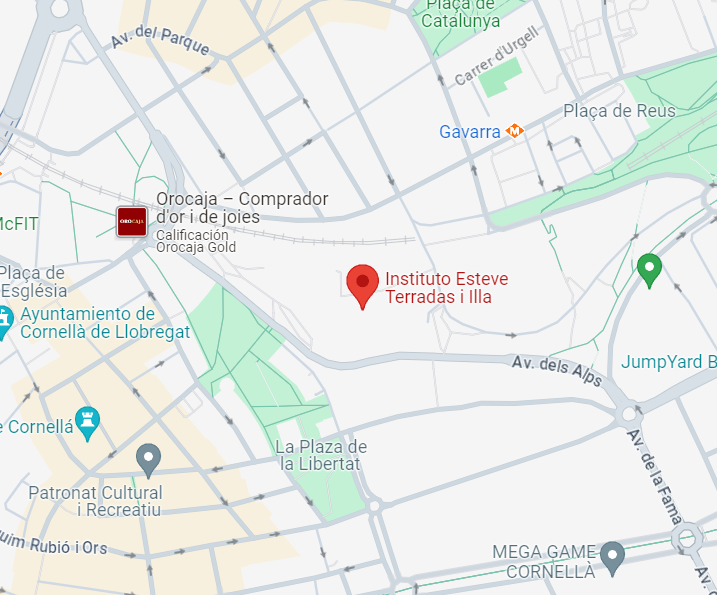 Plaça de
Catalunya
Av. del Parque
Carrer d'Urgell
Plaça de Reus
Gavarra
M
Orocaja – Comprador
d'or i de joies
Calificación
Orocaja Gold
OROCAJA
McFIT
Plaça de
Església
Instituto Esteve
Terradas i Illa
Ayuntamiento de
Cornellà de Llobregat
Av. dels Alps
JumpYard B
e Cornellá
La Plaza de
la Libertat
Av. de la Fama
Patronat Cultural
i Recreatiu
uim Rubió i Ors
MEGA GAME
CORNELLÀ
Av. d